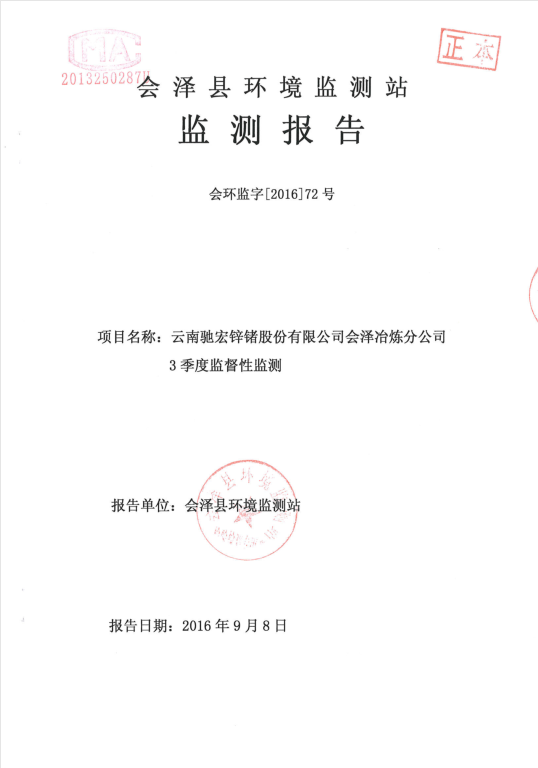 正本
2013250287U
会泽县环境监测站
监测报告
会环监字[2016]72号
项目名称：云南驰宏锌锗股份有限公司会泽冶炼分公司
3季度监督性监测
报告单位：会泽县环境监测站
报告日期：2016年9月8日